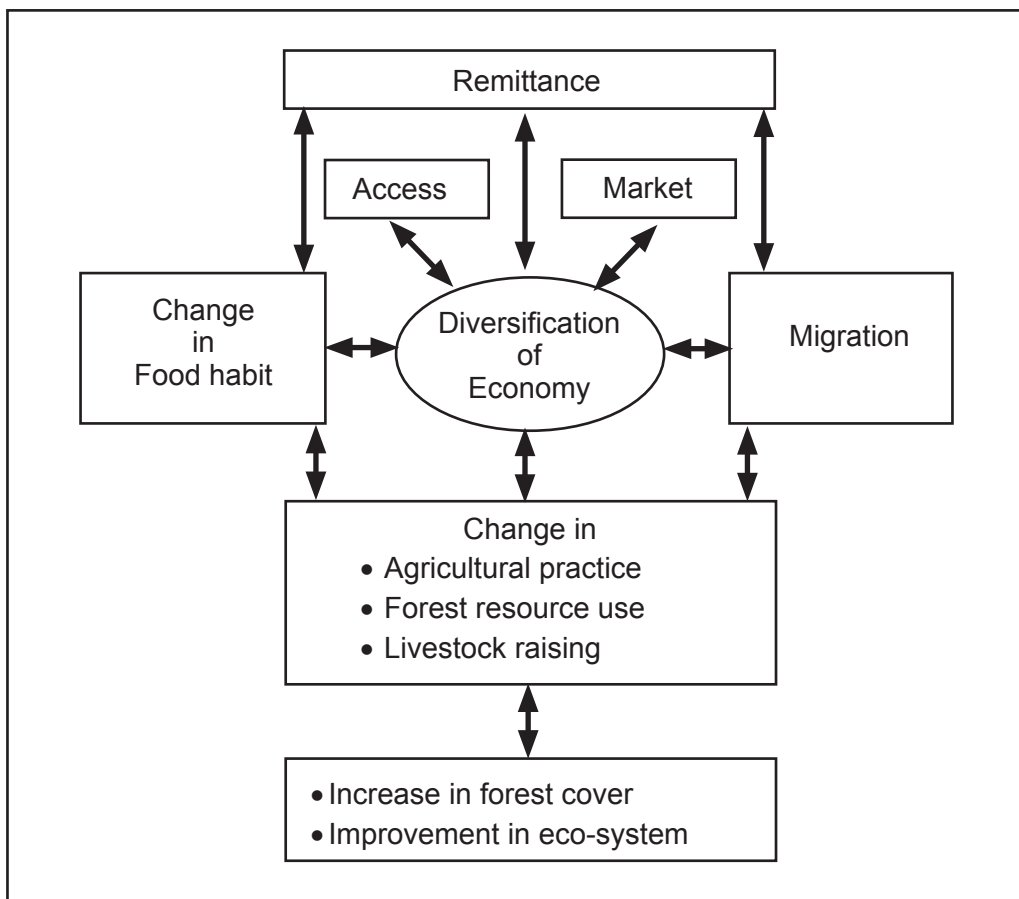 Remittance
Access
Market
Change
in
Food habit
Diversification
of
Economy
Migration
Change in
• Agricultural practice
• Forest resource use
• Livestock raising
• Increase in forest cover
• Improvement in eco-system